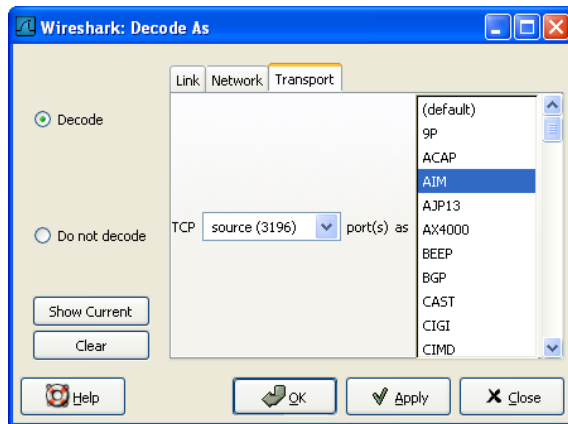 Wireshark: Decode As
Link Network Transport
Decode
Do not decode
TCP source (3196) port(s) as
(default)
9P
ACAP
AIM
AJP13
AX4000
BEEP
BGP
CAST
CIGI
CIMD
Show Current
Clear
Help OK Apply Close